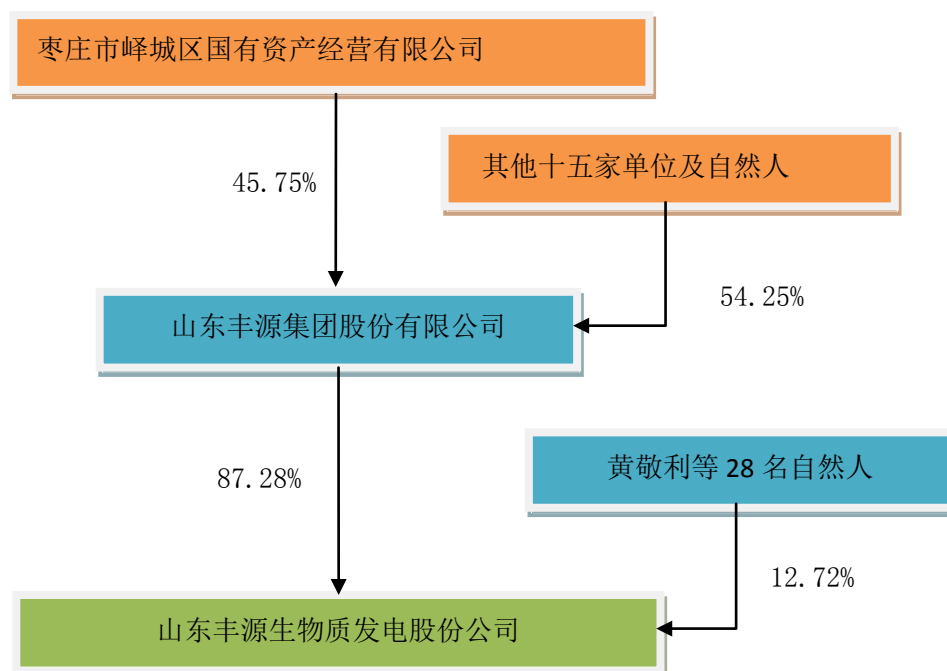 枣庄市峄城区国有资产经营有限公司
45.75%
其他十五家单位及自然人
54.25%
山东丰源集团股份有限公司
87.28%
黄敬利等 28 名自然人
12.72%
山东丰源生物质发电股份公司